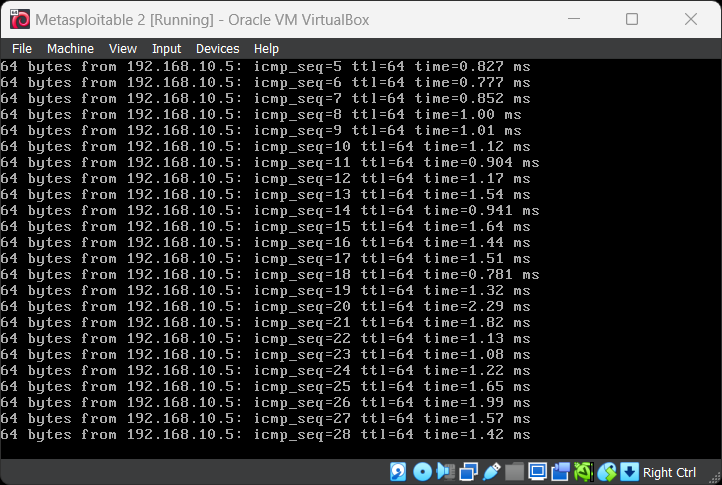 Metasploitable 2 [Running] - Oracle VM VirtualBox
File Machine View Input Devices Help
64 bytes from 192.168.10.5: icmp_seq=5 ttl=64 time=0.827 ms
64 bytes from 192.168.10.5: icmp_seq=6 ttl=64 time=0.777 ms
64 bytes from 192.168.10.5: icmp_seq=7 ttl=64 time=0.852 ms
64 bytes from 192.168.10.5: icmp_seq=8 ttl=64 time=1.00 ms
64 bytes from 192.168.10.5: icmp_seq=9 ttl=64 time=1.01 ms
64 bytes from 192.168.10.5: icmp_seq=10 ttl=64 time=1.12 ms
64 bytes from 192.168.10.5: icmp_seq=11 ttl=64 time=0.904 ms
64 bytes from 192.168.10.5: icmp_seq=12 ttl=64 time=1.17 ms
64 bytes from 192.168.10.5: icmp_seq=13 ttl=64 time=1.54 ms
64 bytes from 192.168.10.5: icmp_seq=14 ttl=64 time=0.941 ms
64 bytes from 192.168.10.5: icmp_seq=15 ttl=64 time=1.64 ms
64 bytes from 192.168.10.5: icmp_seq=16 ttl=64 time=1.44 ms
64 bytes from 192.168.10.5: icmp_seq=17 ttl=64 time=1.51 ms
64 bytes from 192.168.10.5: icmp_seq=18 ttl=64 time=0.781 ms
64 bytes from 192.168.10.5: icmp_seq=19 ttl=64 time=1.32 ms
64 bytes from 192.168.10.5: icmp_seq=20 ttl=64 time=2.29 ms
64 bytes from 192.168.10.5: icmp_seq=21 ttl=64 time=1.82 ms
64 bytes from 192.168.10.5: icmp_seq=22 ttl=64 time=1.13 ms
64 bytes from 192.168.10.5: icmp_seq=23 ttl=64 time=1.08 ms
64 bytes from 192.168.10.5: icmp_seq=24 ttl=64 time=1.22 ms
64 bytes from 192.168.10.5: icmp_seq=25 ttl=64 time=1.65 ms
64 bytes from 192.168.10.5: icmp_seq=26 ttl=64 time=1.99 ms
64 bytes from 192.168.10.5: icmp_seq=27 ttl=64 time=1.57 ms
64 bytes from 192.168.10.5: icmp_seq=28 ttl=64 time=1.42 ms
Right Ctrl